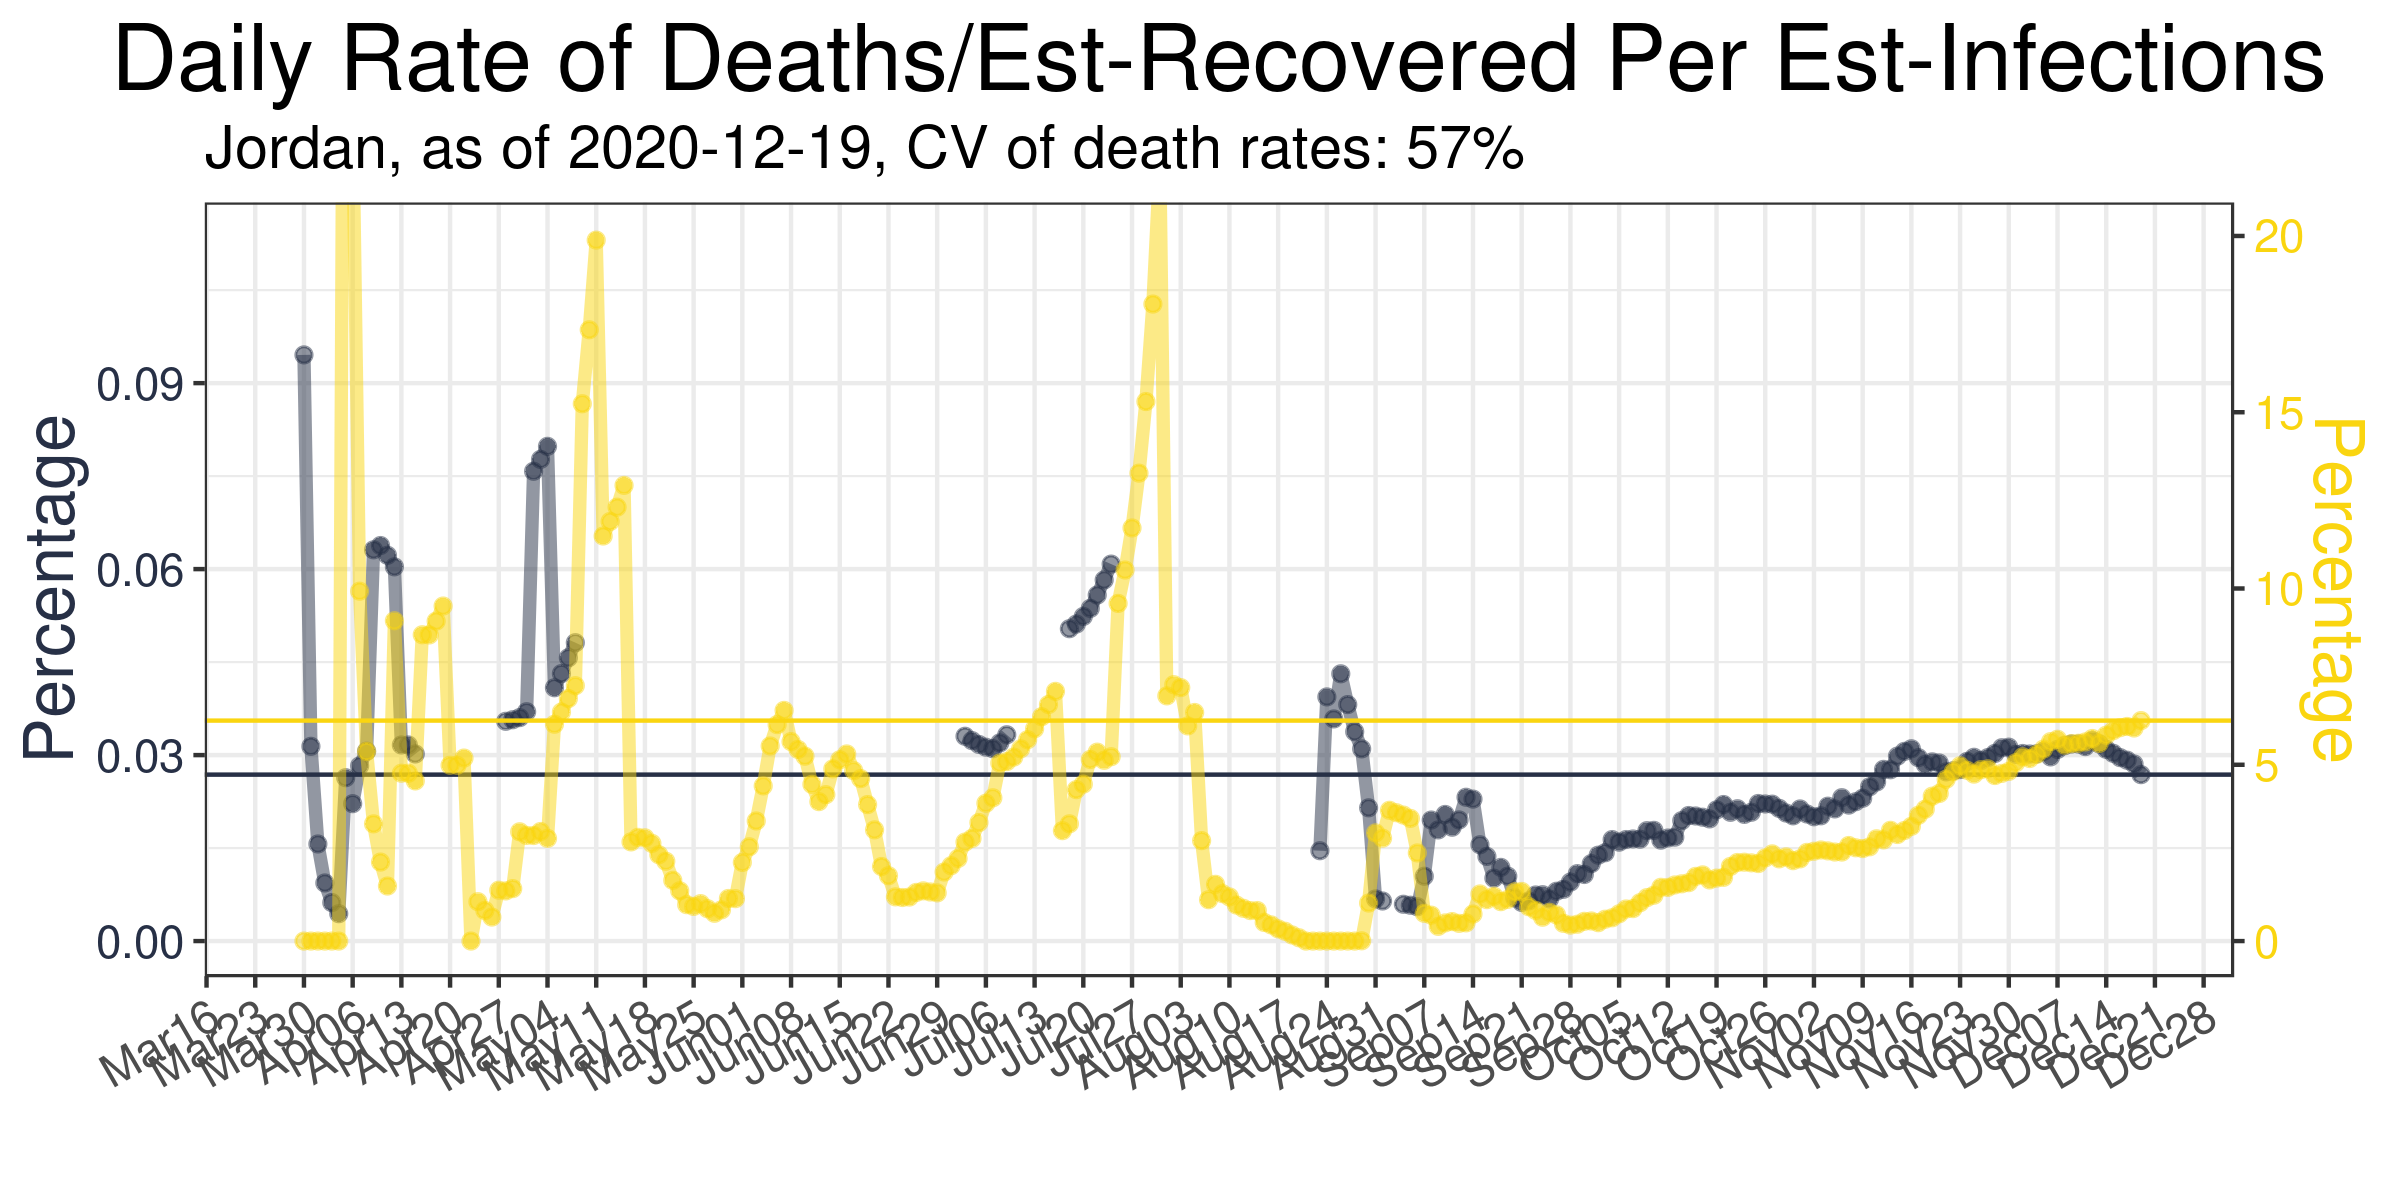 Daily Rate of Deaths/Est-Recovered Per Est-Infections
Jordan, as of 2020-12-19, CV of death rates: 57%
Percentage
0.09
0.06
0.03
0.00
20
15
10
5
0
Percentage
Mar16
Mar23
Mar30
Apr06
Apr13
Apr20
Apr27
May04
May11
May18
May25
Jun01
Jun08
Jun15
Jun22
Jun29
Jul06
Jul13
Jul20
Jul27
Aug03
Aug10
Aug17
Aug24
Aug31
Sep07
Sep14
Sep21
Sep28
Oct05
Oct12
Oct19
Oct26
Nov02
Nov09
Nov16
Nov23
Nov30
Dec07
Dec14
Dec21
Dec28